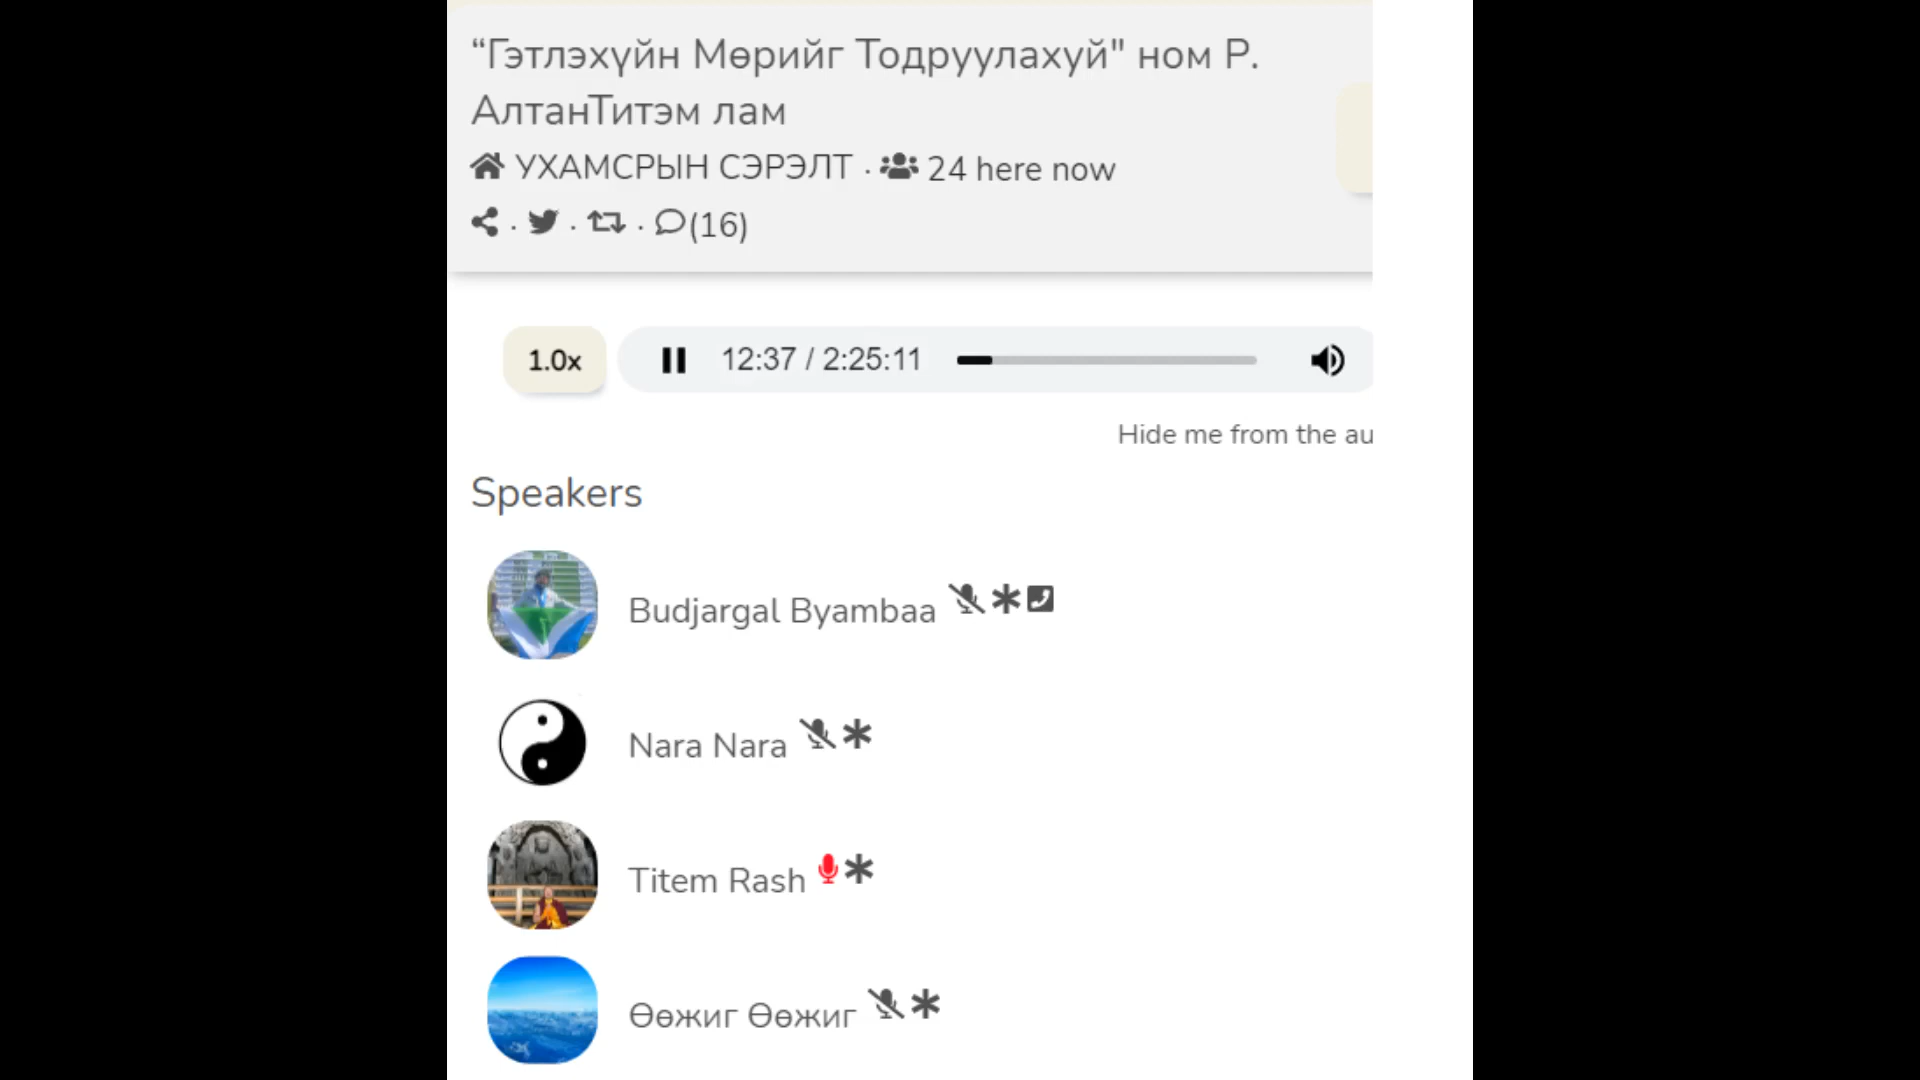 “Гэтлэхүйн Мөрийг Тодруулахуй" ном Р.
АлтанТитэм лам
УХАМСРЫН СЭРЭЛТ · 24 here now
· · · (16)
1.0x 12:37 / 2:25:11
Hide me from the au
Speakers
Budjargal Byambaa
Nara Nara
Titem Rash
Өөжиг Өөжиг